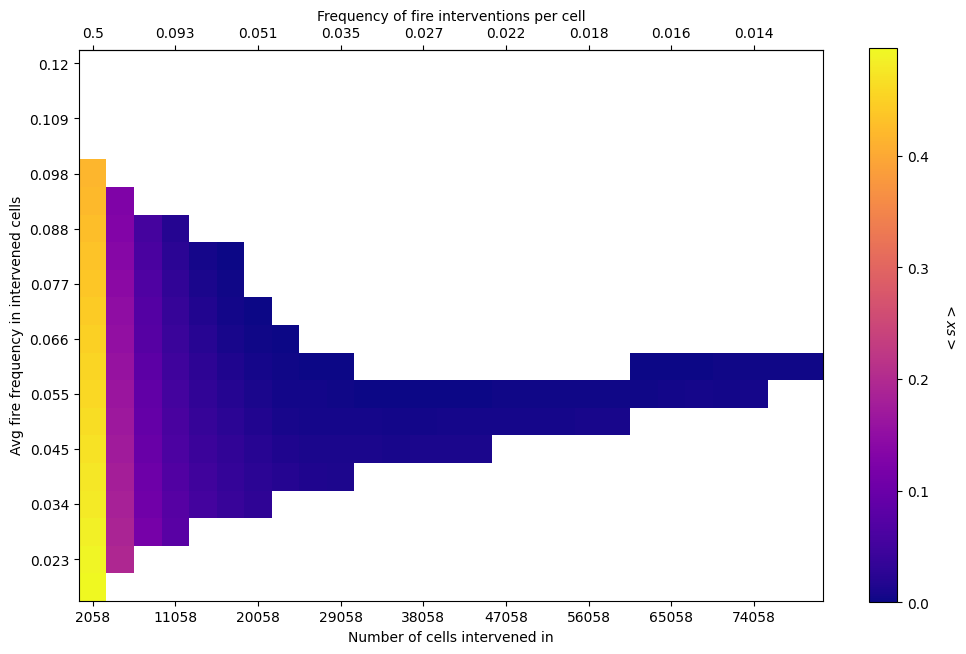 Frequency of fire interventions per cell
0.5 0.093 0.051 0.035 0.027 0.022 0.018 0.016 0.014
0.12
0.109
0.098
0.088
0.077
0.066
0.055
0.045
0.034
0.023
Avg fire frequency in intervened cells
2058 11058 20058 29058 38058 47058 56058 65058 74058
Number of cells intervened in
0.4
0.3
0.2
0.1
0.0
< sx >